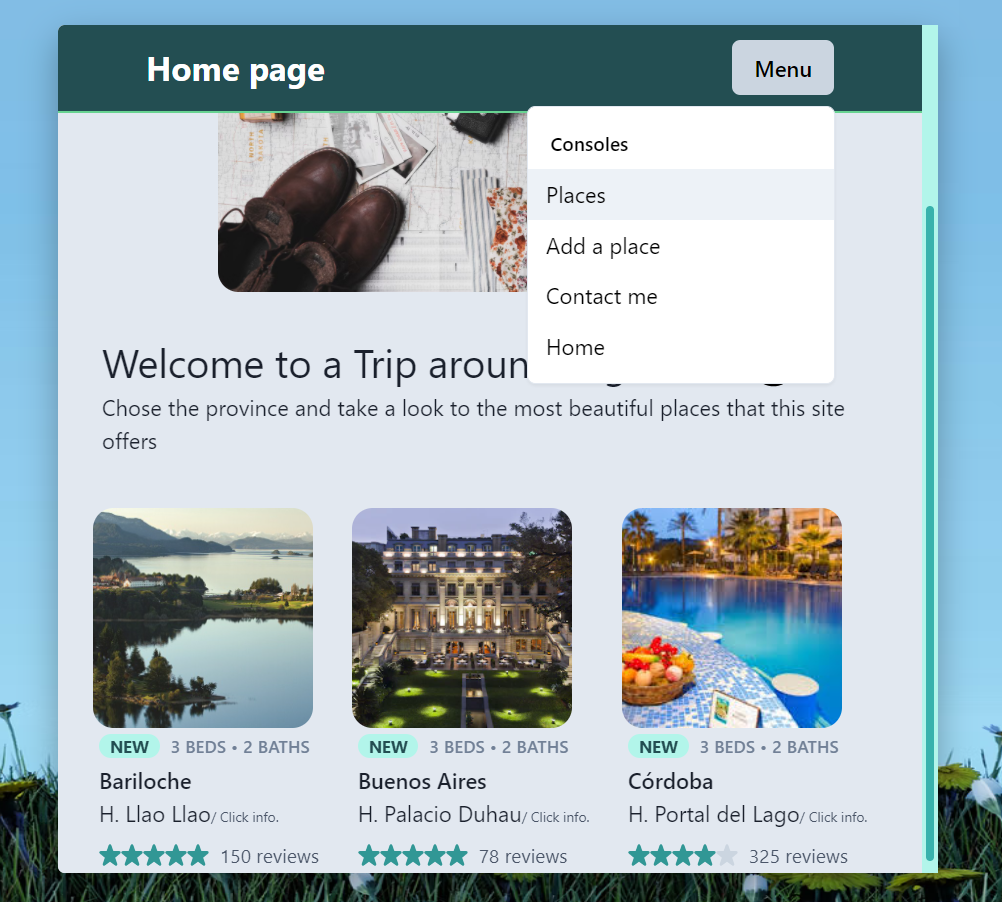 Home page
Menu
Consoles
Places
Add a place
Contact me
Home
Welcome to a Trip aroun
Chose the province and take a look to the most beautiful places that this site
offers
NEW 3 BEDS • 2 BATHS
Bariloche
H. Llao Llao/ Click info.
150 reviews
NEW 3 BEDS • 2 BATHS
Buenos Aires
H. Palacio Duhau/ Click info.
78 reviews
NEW 3 BEDS • 2 BATHS
Córdoba
H. Portal del Lago/ Click info.
325 reviews